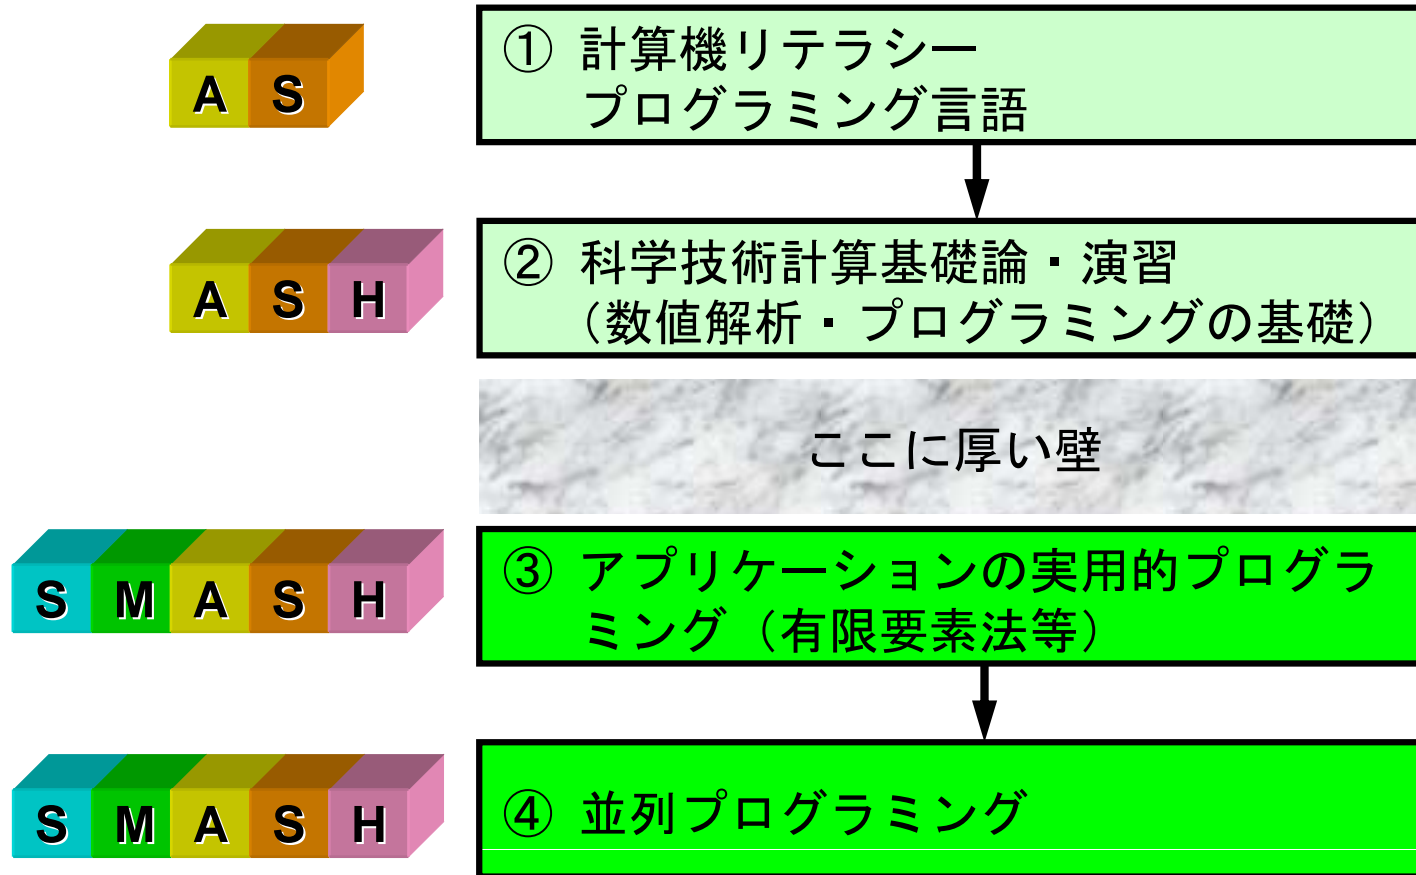 A S
① 計算機リテラシー
プログラミング言語
A S H
② 科学技術計算基礎論・演習
（数値解析・プログラミングの基礎）
ここに厚い壁
S M A S H
③ アプリケーションの実用的プログラ
ミング（有限要素法等）
S M A S H
④ 並列プログラミング